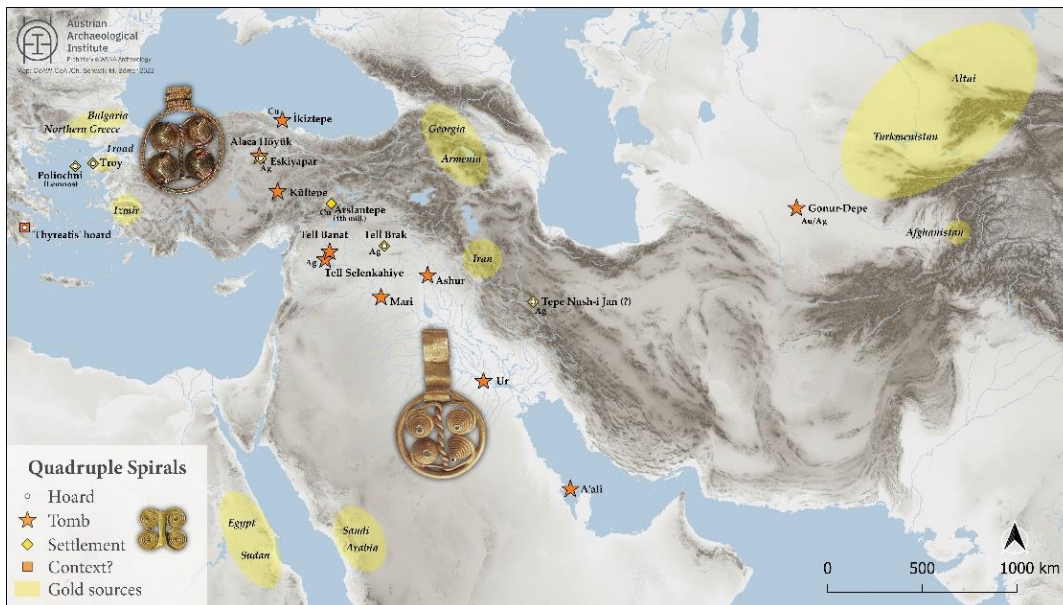 Austrian
Archaeological
Institute
Prehistory & WANA Archaeology
Bulgaria
Northern Greece
Troad
Troy
Poliochni
(Lemnos)
Izmir
'Thyreatis' hoard
Cu
İkiztepe
Alaca Höyük
Eskiyapar
Ag
Kültepe
Cu
Arslantepe
(4th mill.)
Georgia
Armenia
Altai
Turkmenistan
Gonur-Depe
Au/Ag
Afghanistan
Tell Banat
Tell Brak
Ag
Ag
Tell Selenkahiye
Iran
Ashur
Mari
Tepe Nush-i Jan (?)
Ag
Ur
A'ali
Egypt
Sudan
Saudi
Arabia
Quadruple Spirals
Hoard
Tomb
Settlement
Context?
Gold sources
0 500 1000 km